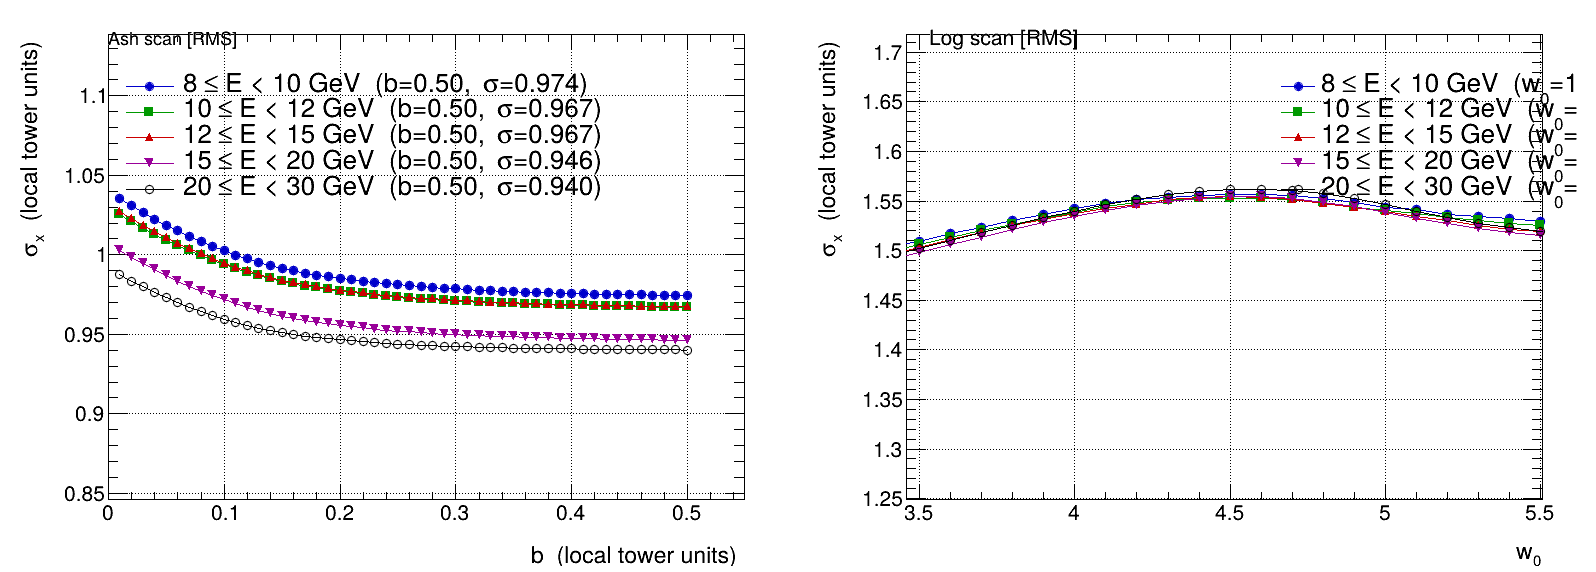 Ash scan [RMS]
8 ≤ E < 10 GeV (b=0.50, σ=0.974)
10 ≤ E < 12 GeV (b=0.50, σ=0.967)
12 ≤ E < 15 GeV (b=0.50, σ=0.967)
15 ≤ E < 20 GeV (b=0.50, σ=0.946)
20 ≤ E < 30 GeV (b=0.50, σ=0.940)
σx (local tower units)
1.1
1.05
1
0.95
0.9
0.85
0 0.1 0.2 0.3 0.4 0.5
b (local tower units)
Log scan [RMS]
8 ≤ E < 10 GeV (w0=1
10 ≤ E < 12 GeV (w0=
12 ≤ E < 15 GeV (w0=
15 ≤ E < 20 GeV (w0=
20 ≤ E < 30 GeV (w0=
σx (local tower units)
1.7
1.65
1.6
1.55
1.5
1.45
1.4
1.35
1.3
1.25
3.5 4 4.5 5 5.5
w0